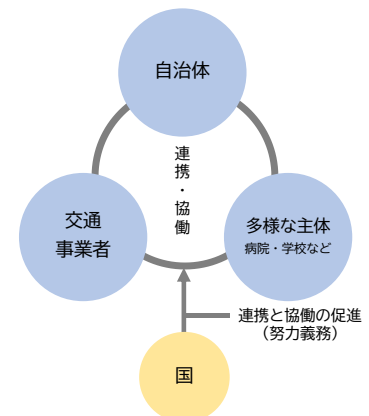 自治体
連携・協働
交通
事業者
多様な主体
病院・学校など
連携と協働の促進
（努力義務）
国